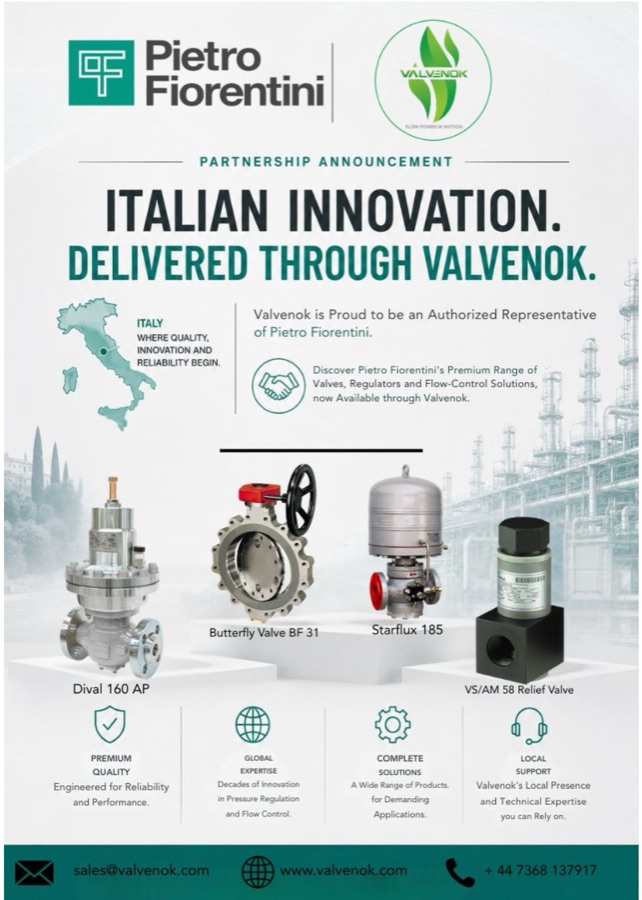 Pietro
Fiorentini
VALVENOK
FLOW POWER IN MOTION
PARTNERSHIP ANNOUNCEMENT
ITALIAN INNOVATION.
DELIVERED THROUGH VALVENOK.
ITALY
WHERE QUALITY,
INNOVATION AND
RELIABILITY BEGIN.
Valvenok is Proud to be an Authorized Representative
of Pietro Fiorentini.
Discover Pietro Fiorentini's Premium Range of
Valves, Regulators and Flow-Control Solutions,
now Available through Valvenok.
Dival 160 AP
Butterfly Valve BF 31
Starflux 185
VS/AM 58 Relief Valve
PREMIUM
QUALITY
Engineered for Reliability
and Performance.
GLOBAL
EXPERTISE
Decades of Innovation
in Pressure Regulation
and Flow Control.
COMPLETE
SOLUTIONS
A Wide Range of Products.
for Demanding
Applications.
LOCAL
SUPPORT
Valvenok's Local Presence
and Technical Expertise
you can Rely on.
sales@valvenok.com
www.valvenok.com
+ 44 7368 137917